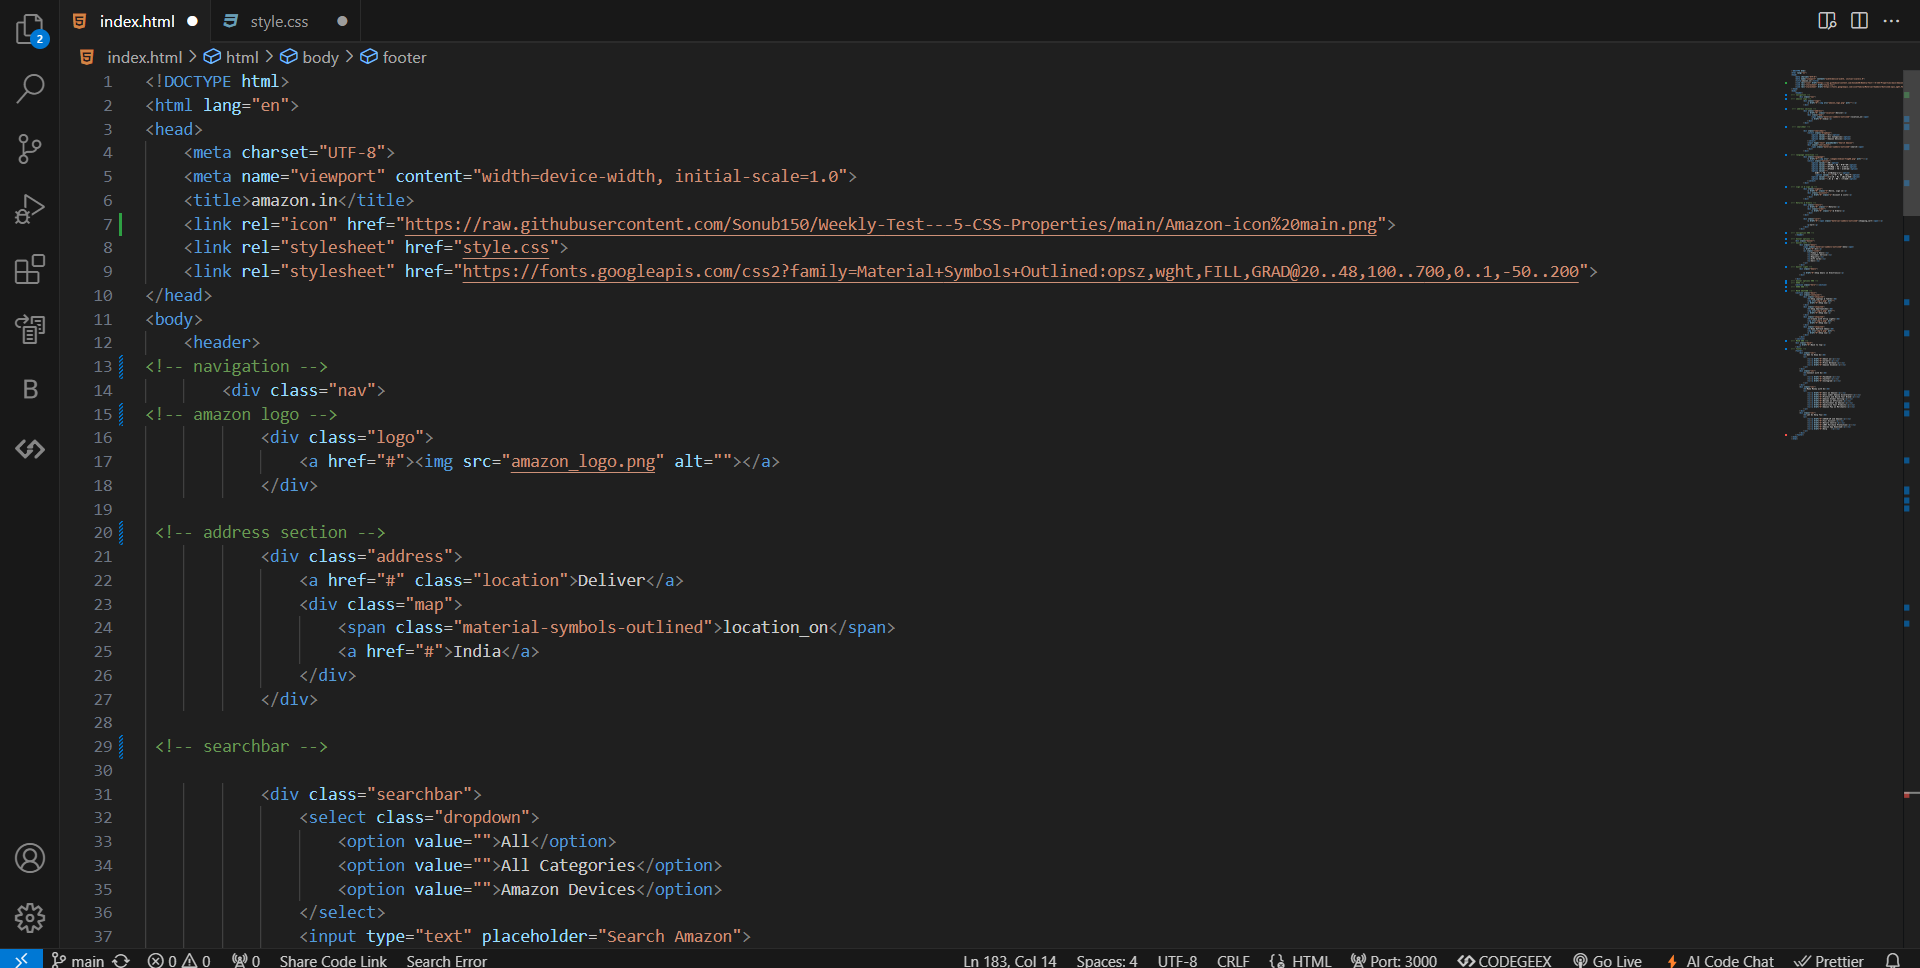 index.html
style.css
index.html > html > body > footer
1 <!DOCTYPE html>
2 <html lang="en">
3 <head>
4 <meta charset="UTF-8">
5 <meta name="viewport" content="width=device-width, initial-scale=1.0">
6 <title>amazon.in</title>
7 <link rel="icon" href="https://raw.githubusercontent.com/Sonub150/Weekly-Test---5-CSS-Properties/main/Amazon-icon%20main.png">
8 <link rel="stylesheet" href="style.css">
9 <link rel="stylesheet" href="https://fonts.googleapis.com/css2?family=Material+Symbols+Outlined:opsz,wght,FILL,GRAD@20..48,100..700,0..1,-50..200">
10 </head>
11 <body>
12 <header>
13 <!-- navigation -->
14 <div class="nav">
15 <!-- amazon logo -->
16 <div class="logo">
17 <a href="#"><img src="amazon_logo.png" alt=""></a>
18 </div>
19
20 <!-- address section -->
21 <div class="address">
22 <a href="#" class="location">Deliver</a>
23 <div class="map">
24 <span class="material-symbols-outlined">location_on</span>
25 <a href="#">India</a>
26 </div>
27 </div>
28
29 <!-- searchbar -->
30
31 <div class="searchbar">
32 <select class="dropdown">
33 <option value="">All</option>
34 <option value="">All Categories</option>
35 <option value="">Amazon Devices</option>
36 </select>
37 <input type="text" placeholder="Search Amazon">
2
B
main 0 0 0 Share Code Link Search Error Ln 183, Col 14 Spaces: 4 UTF-8 CRLF {} HTML Port: 3000 CODEGEEX Go Live AI Code Chat Prettier